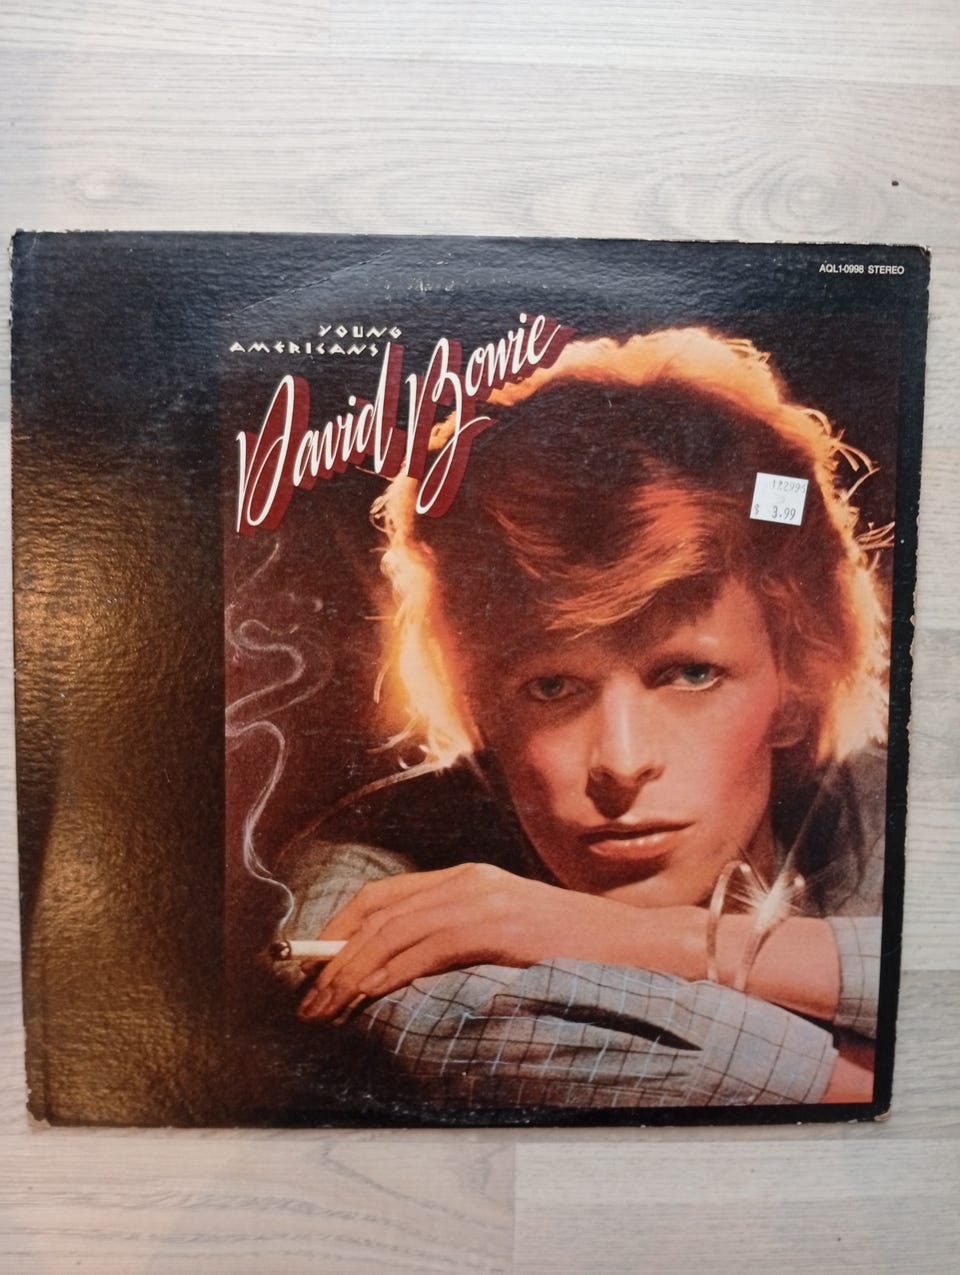 AQL1-0998 STEREO
YOUNG
AMERICANS
David Bowie
$ 3.99